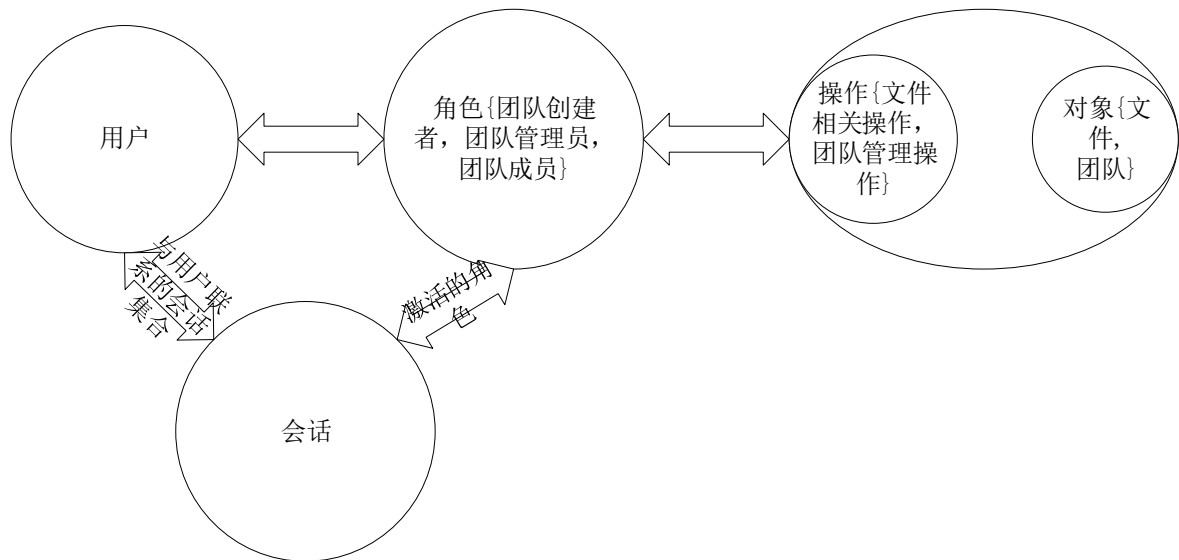 用户
角色{团队创建
者，团队管理员，
团队成员}
操作{文件
相关操作，
团队管理操
作}
对象{文
件，
团队}
与用户联
系的会话
集合
激活的角
色
会话